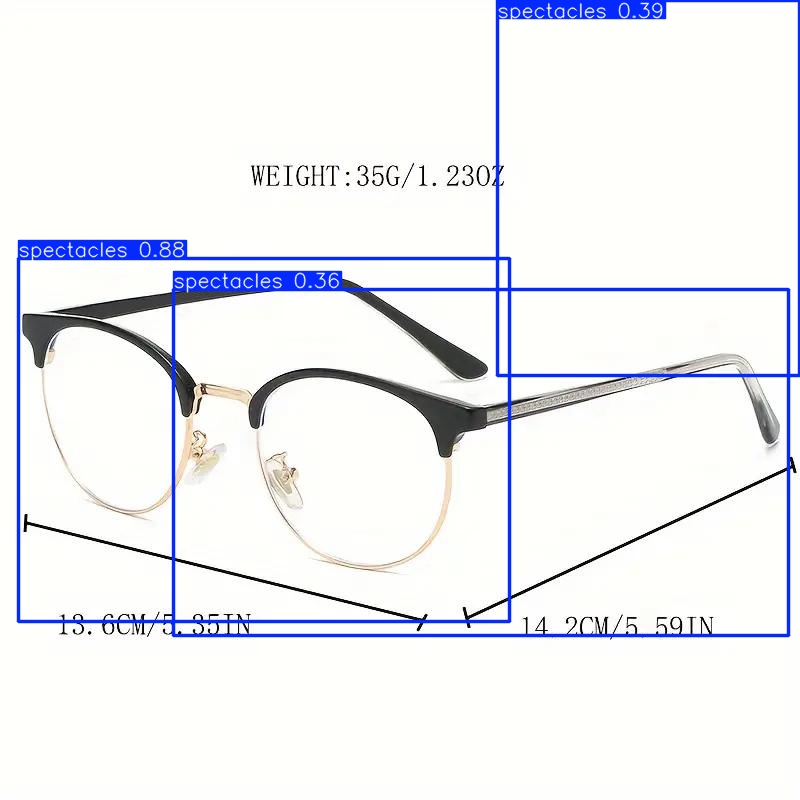 spectacles 0.39
WEIGHT:35G/1.23OZ
spectacles 0.88
spectacles 0.36
13.6CM/5.35IN
14.2CM/5.59IN